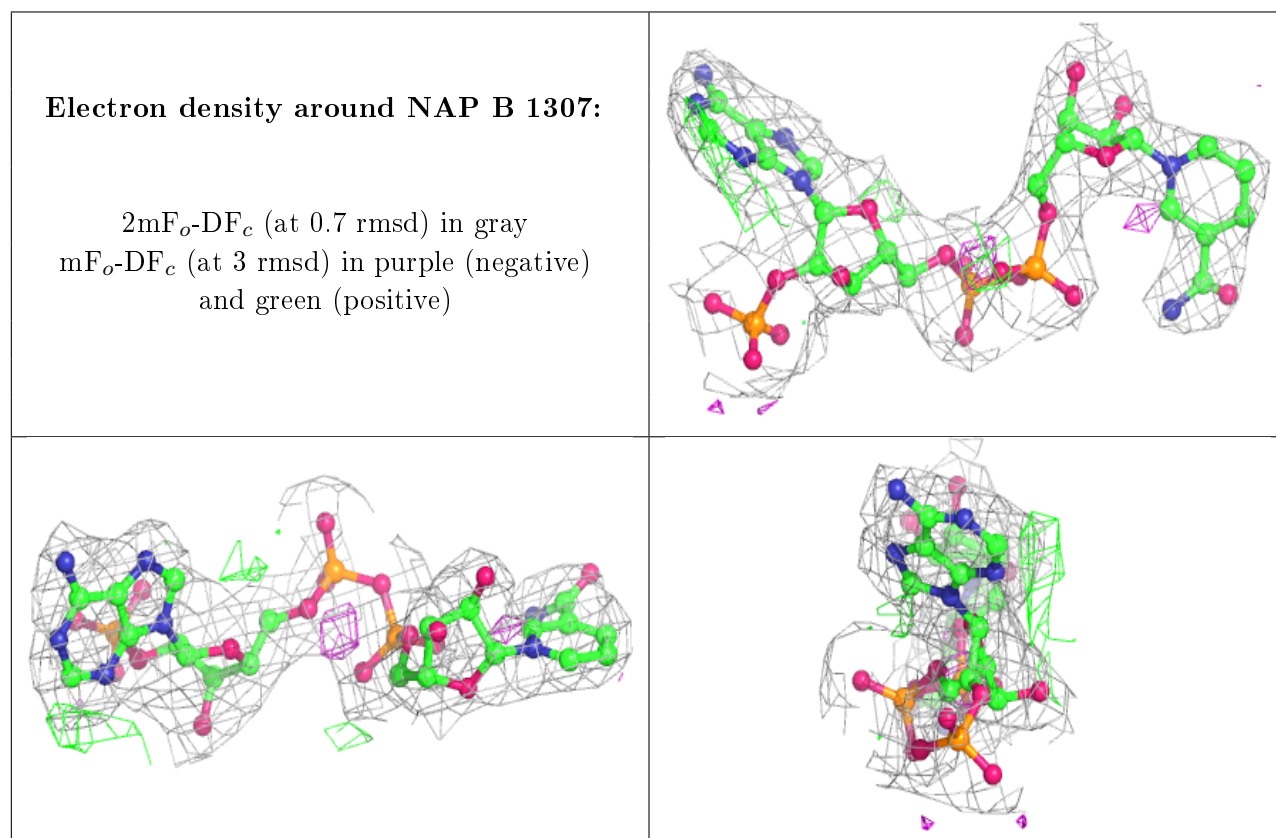 Electron density around NAP B 1307:
2mFo-DFc (at 0.7 rmsd) in gray
mFo-DFc (at 3 rmsd) in purple (negative)
and green (positive)